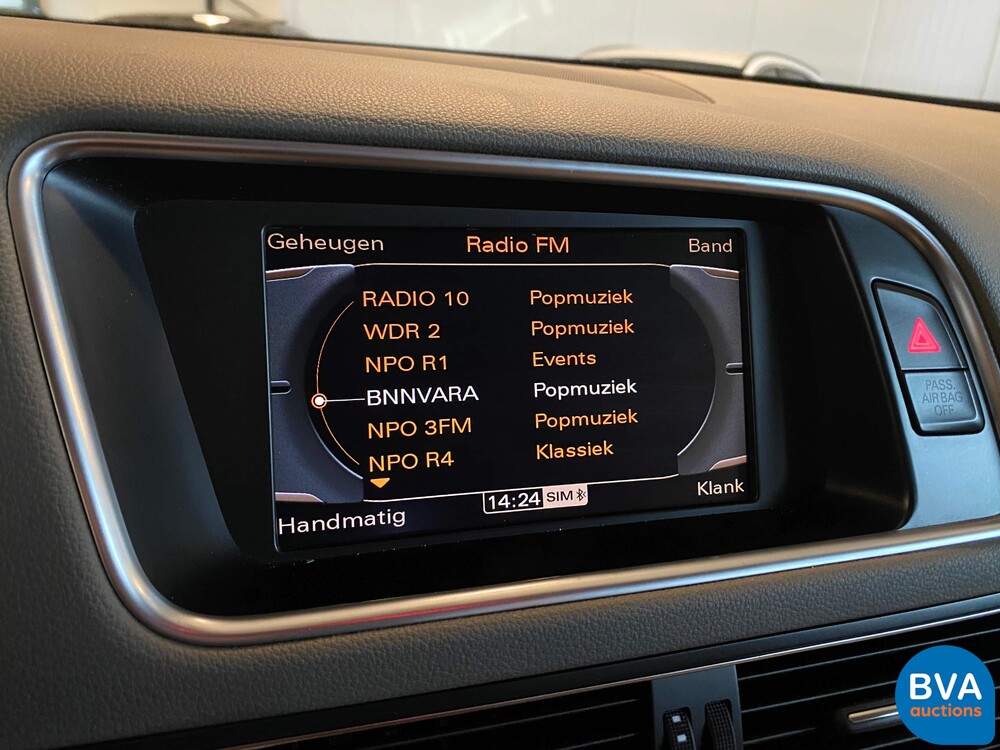 Geheugen Radio FM Band
RADIO 10 Popmuziek
WDR 2 Popmuziek
NPO R1 Events
BNNVARA Popmuziek
NPO 3FM Popmuziek
NPO R4 Klassiek
Handmatig 14:24 SIM Klank
PASS.
AIR BAG
OFF
BVA
auctions